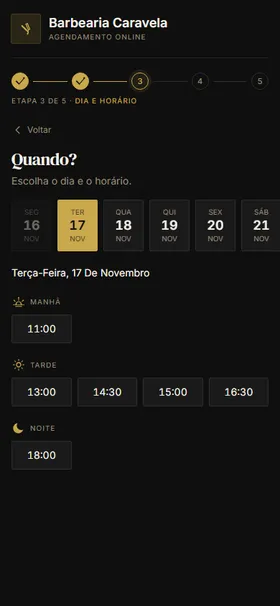 Barbearia Caravela
AGENDAMENTO ONLINE
3 4 5
ETAPA 3 DE 5 · DIA E HORÁRIO
Voltar
Quando?
Escolha o dia e o horário.
SEG TER QUA QUI SEX SÁB
16 17 18 19 20 21
NOV NOV NOV NOV NOV NOV
Terça-Feira, 17 De Novembro
MANHÃ
11:00
TARDE
13:00 14:30 15:00 16:30
NOITE
18:00